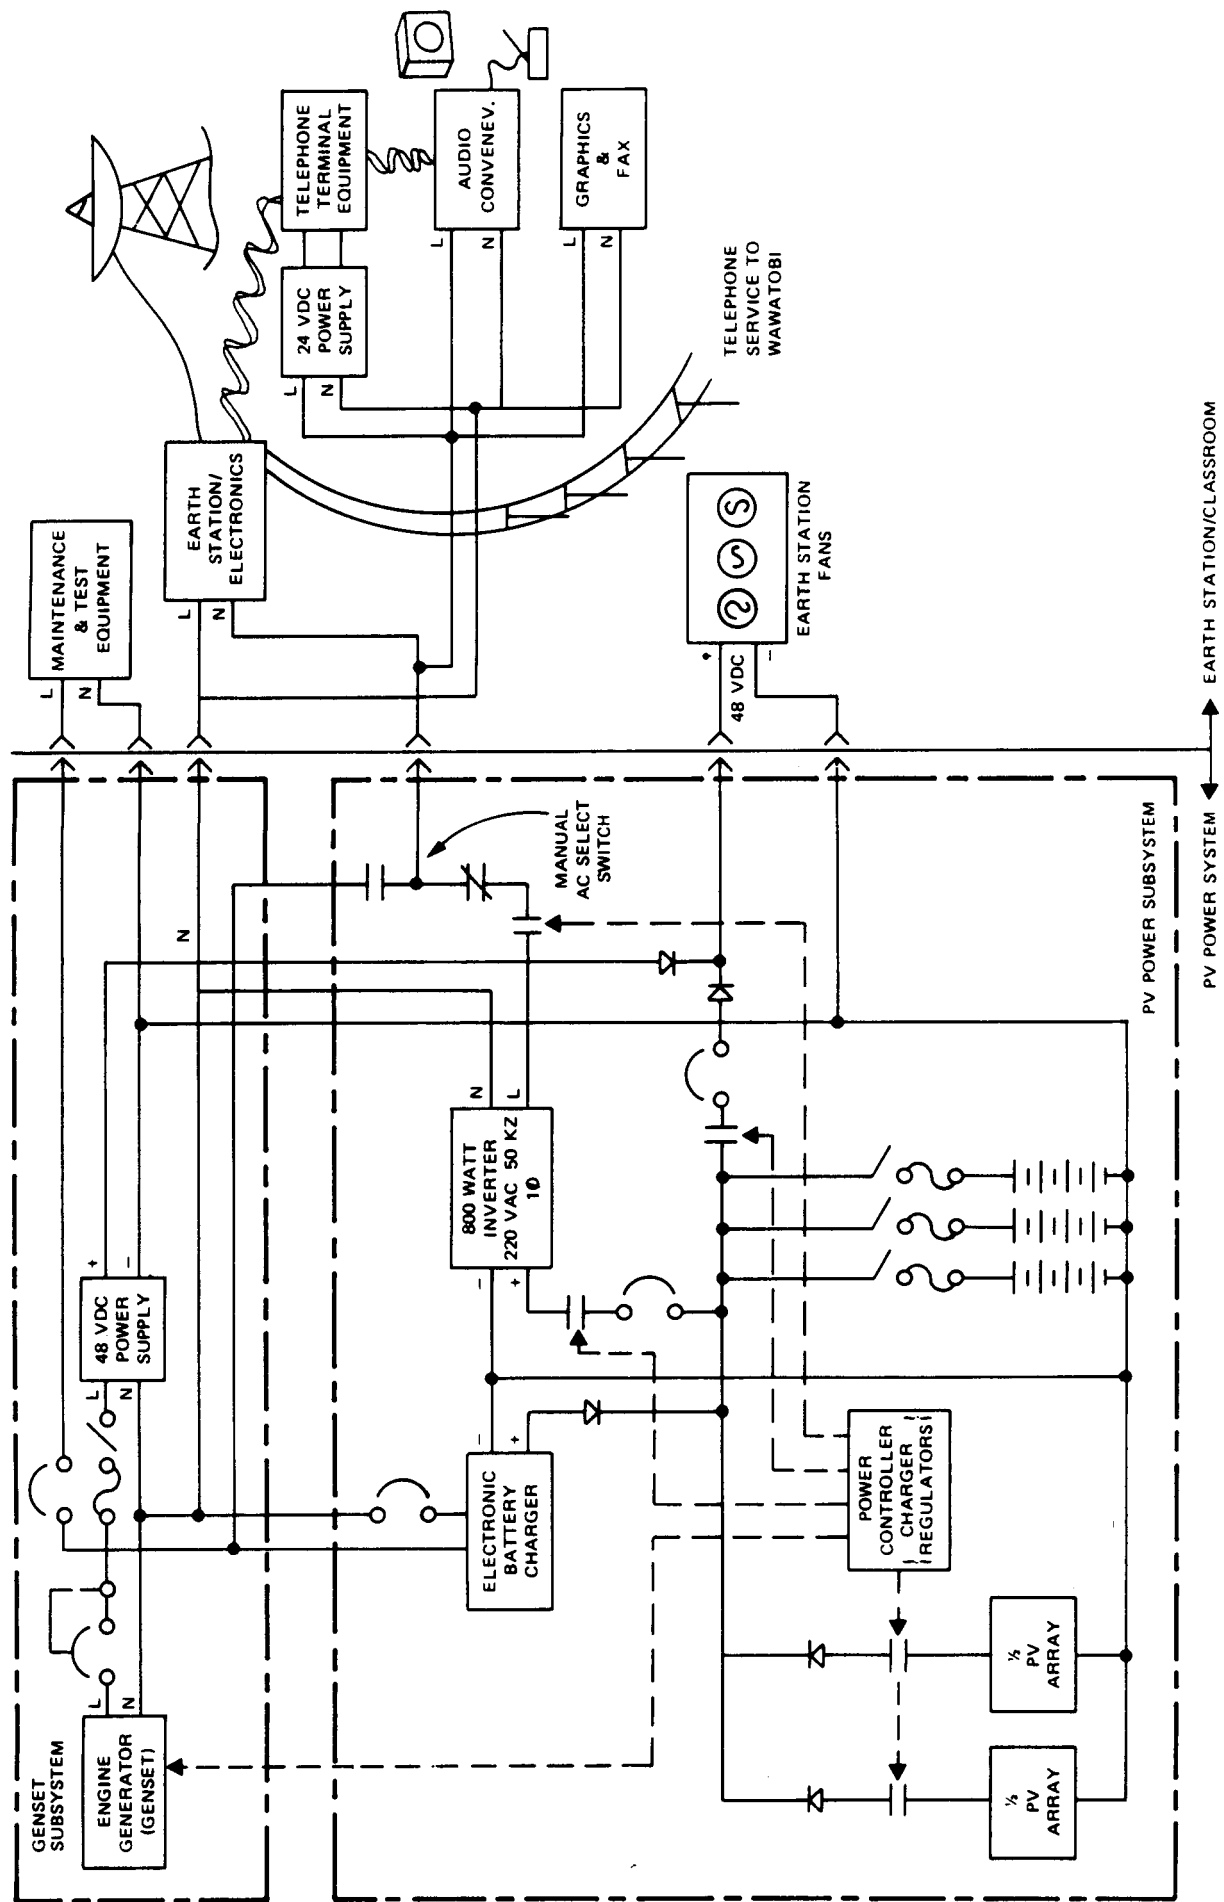 GENSET
SUBSYSTEM
ENGINE
GENERATOR
(GENSET)
L
N
48 VDC
POWER
SUPPLY
L
N
+
-
N
MAINTENANCE
& TEST
EQUIPMENT
L
N
EARTH
STATION/
ELECTRONICS
L
N
24 VDC
POWER
SUPPLY
L
N
TELEPHONE
TERMINAL
EQUIPMENT
AUDIO
CONVENEV.
L
N
GRAPHICS
&
FAX
L
N
TELEPHONE
SERVICE TO
WAWATOBI
ELECTRONIC
BATTERY
CHARGER
-
+
800 WATT
INVERTER
220 VAC 50 KZ
1Φ
-
+
N
L
MANUAL
AC SELECT
SWITCH
48 VDC
+
-
EARTH STATION
FANS
POWER
CONTROLLER
CHARGER
(REGULATORS)
½
PV
ARRAY
½
PV
ARRAY
PV POWER SUBSYSTEM
PV POWER SYSTEM
EARTH STATION/CLASSROOM